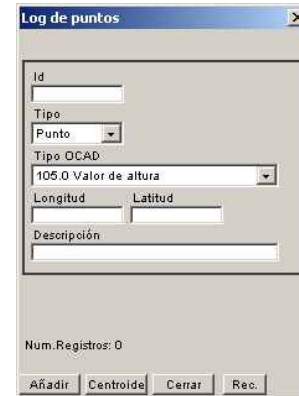 Log de puntos
Id
Tipo
Punto
Tipo OCAD
105.0 Valor de altura
Longitud Latitud
Descripción
Num.Registros: 0
Añadir Centroide Cerrar Rec.